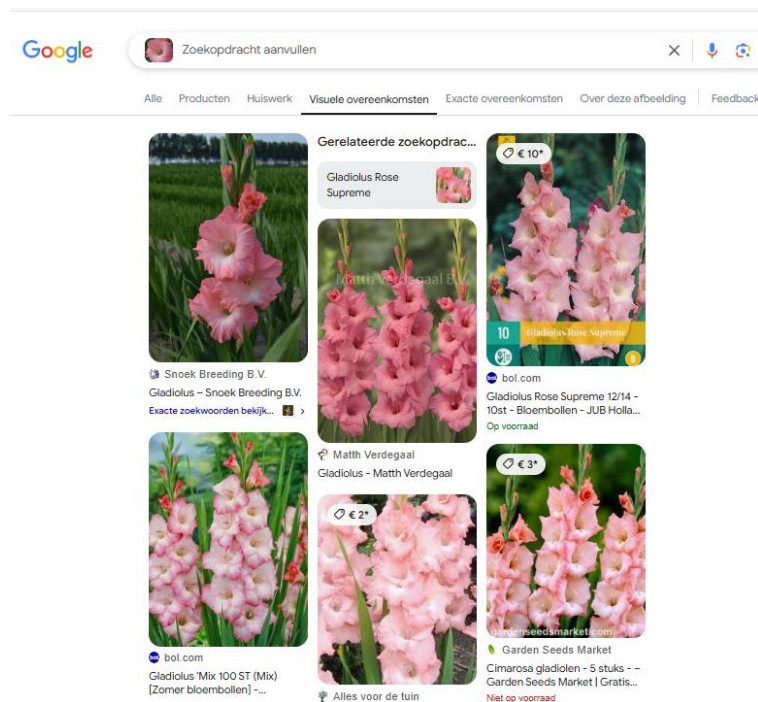 Google
Zoekopdracht aanvullen
Alle Producten Huiswerk Visuele overeenkomsten Exacte overeenkomsten Over deze afbeelding Feedback
Gerelateerde zoekopdrac...
Gladiolus Rose
Supreme
Snoek Breeding B.V.
Gladiolus – Snoek Breeding B.V.
Exacte zoekwoorden bekijk...
Matth Verdegaal B.V.
Matth Verdegaal
Gladiolus - Matth Verdegaal
€ 10*
10
Gladiolus Rose Supreme
bol.com
Gladiolus Rose Supreme 12/14 -
10st - Bloembollen - JUB Holla...
Op voorraad
bol.com
Gladiolus 'Mix 100 ST (Mix)
[Zomer bloembollen] -...
€ 2*
Alles voor de tuin
€ 3*
gardenseedsmarket.com
Garden Seeds Market
Cimarosa gladiolen - 5 stuks - –
Garden Seeds Market | Gratis...
Niet op voorraad